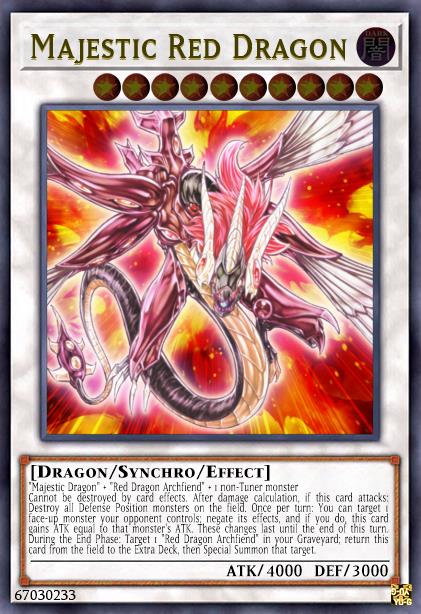 MAJESTIC RED DRAGON
DARK
闇
[DRAGON/SYNCHRO/EFFECT]
"Majestic Dragon" + "Red Dragon Archfiend" + 1 non-Tuner monster
Cannot be destroyed by card effects. After damage calculation, if this card attacks:
Destroy all Defense Position monsters on the field. Once per turn: You can target 1
face-up monster your opponent controls; negate its effects, and if you do, this card
gains ATK equal to that monster's ATK. These changes last until the end of this turn.
During the End Phase: Target 1 "Red Dragon Archfiend" in your Graveyard; return this
card from the field to the Extra Deck, then Special Summon that target.
ATK/4000 DEF/3000
67030233